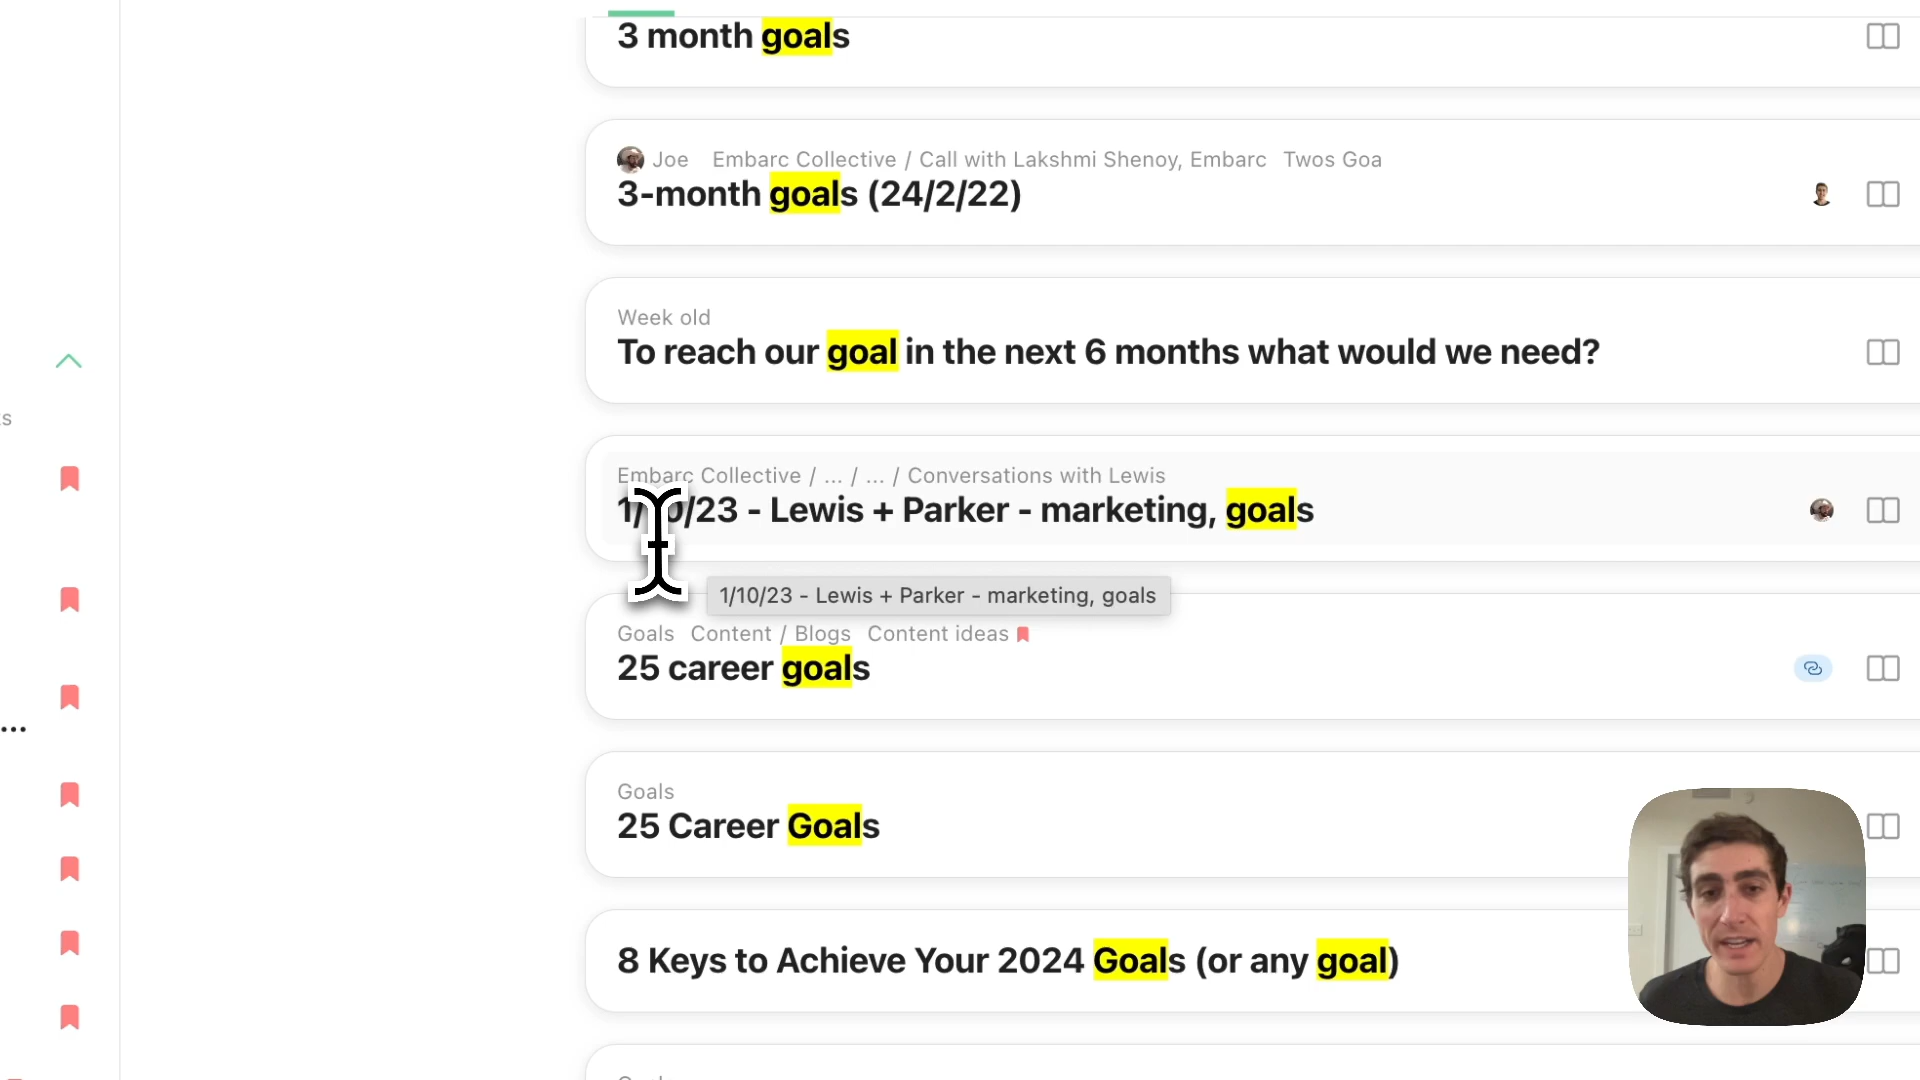 3 month goals
Joe Embarc Collective / Call with Lakshmi Shenoy, Embarc Twos Goa
3-month goals (24/2/22)
Week old
To reach our goal in the next 6 months what would we need?
Embarc Collective / ... / ... / Conversations with Lewis
1/10/23 - Lewis + Parker - marketing, goals
1/10/23 - Lewis + Parker - marketing, goals
Goals Content / Blogs Content ideas
25 career goals
Goals
25 Career Goals
8 Keys to Achieve Your 2024 Goals (or any goal)
...